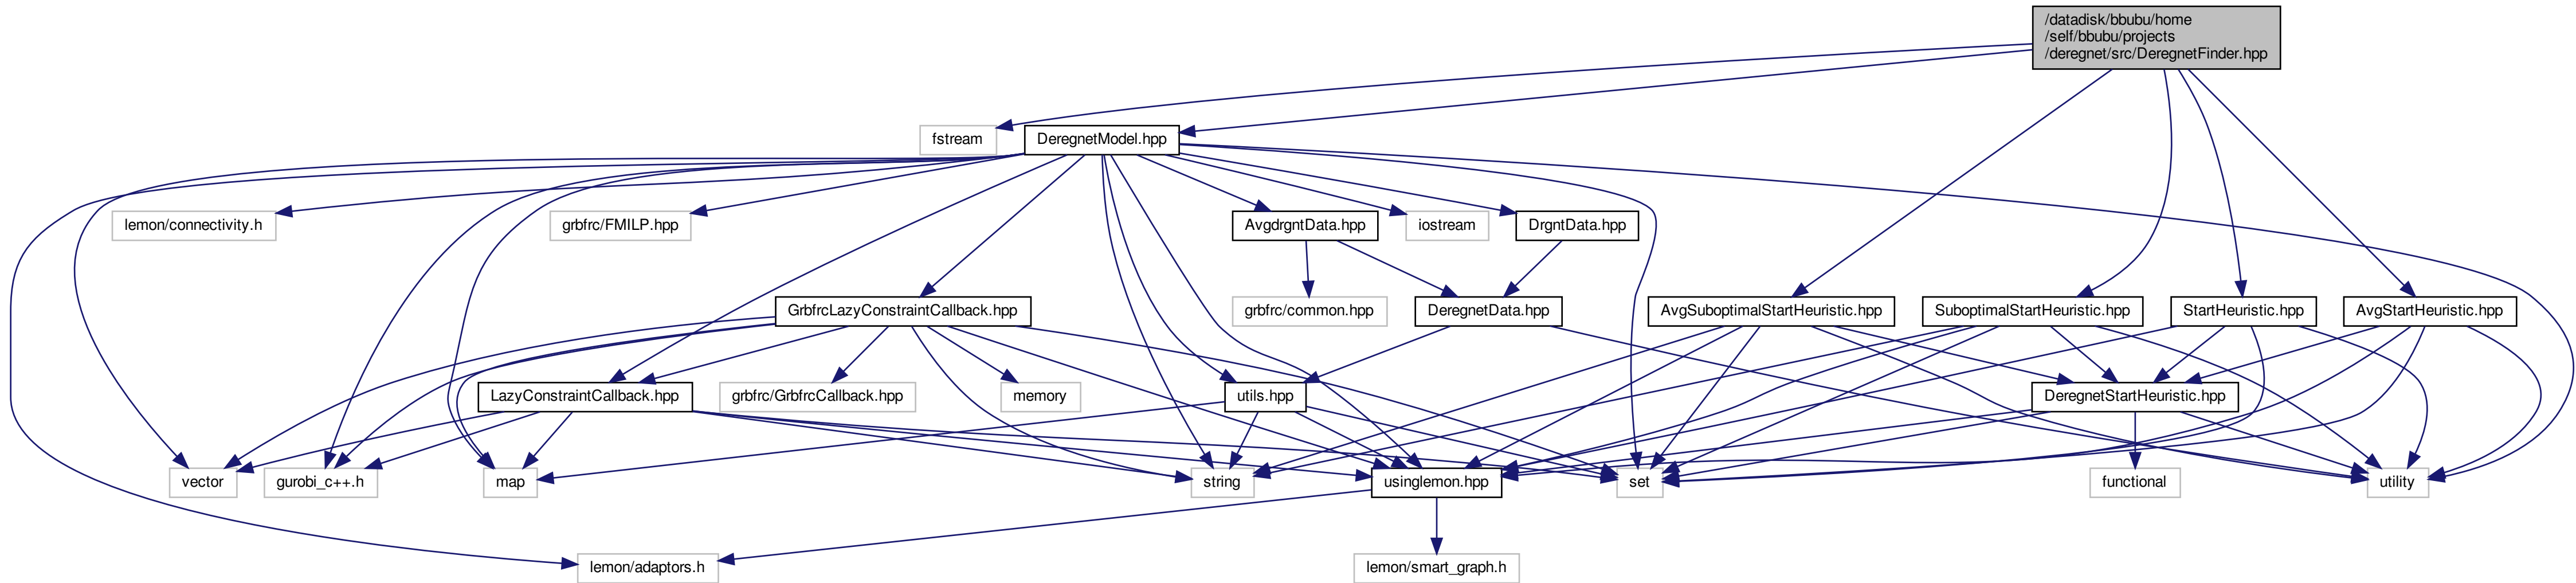 /datadisk/bbubu/home
/self/bbubu/projects
/deregnet/src/DeregnetFinder.hpp
fstream
DeregnetModel.hpp
lemon/connectivity.h
grbfrc/FMILP.hpp
AvgdrgntData.hpp
iostream
DrgntData.hpp
GrbfrcLazyConstraintCallback.hpp
grbfrc/common.hpp
DeregnetData.hpp
AvgSuboptimalStartHeuristic.hpp
SuboptimalStartHeuristic.hpp
StartHeuristic.hpp
AvgStartHeuristic.hpp
LazyConstraintCallback.hpp
grbfrc/GrbfrcCallback.hpp
memory
utils.hpp
DeregnetStartHeuristic.hpp
vector
gurobi_c++.h
map
string
usinglemon.hpp
set
functional
utility
lemon/adaptors.h
lemon/smart_graph.h